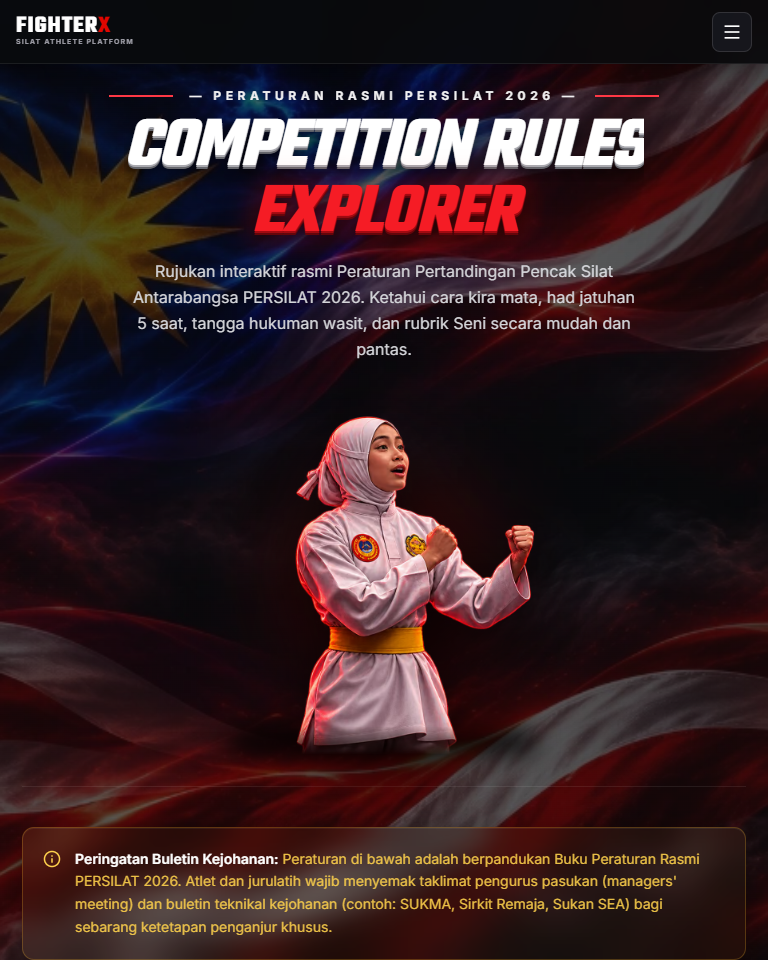 FIGHTERX
SILAT ATHLETE PLATFORM
— PERATURAN RASMI PERSILAT 2026 —
COMPETITION RULES
EXPLORER
Rujukan interaktif rasmi Peraturan Pertandingan Pencak Silat
Antarabangsa PERSILAT 2026. Ketahui cara kira mata, had jatuhan
5 saat, tangga hukuman wasit, dan rubrik Seni secara mudah dan
pantas.
Peringatan Buletin Kejohanan: Peraturan di bawah adalah berpandukan Buku Peraturan Rasmi
PERSILAT 2026. Atlet dan jurulatih wajib menyemak taklimat pengurus pasukan (managers'
meeting) dan buletin teknikal kejohanan (contoh: SUKMA, Sirkit Remaja, Sukan SEA) bagi
sebarang ketetapan penganjur khusus.